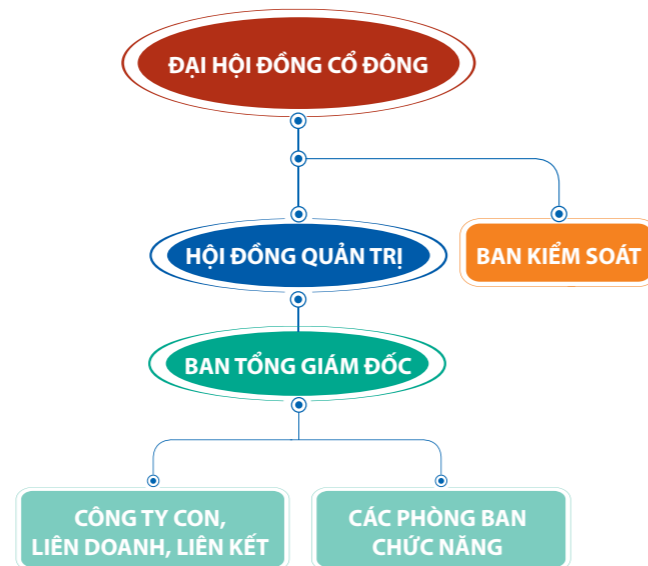 ĐẠI HỘI ĐỒNG CỔ ĐÔNG
HỘI ĐỒNG QUẢN TRỊ
BAN KIỂM SOÁT
BAN TỔNG GIÁM ĐỐC
CÔNG TY CON,
LIÊN DOANH, LIÊN KẾT
CÁC PHÒNG BAN
CHỨC NĂNG